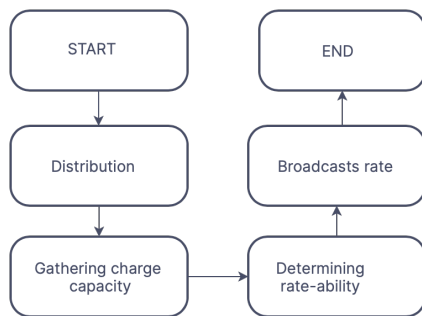 START
Distribution
Gathering charge
capacity
Determining
rate-ability
Broadcasts rate
END